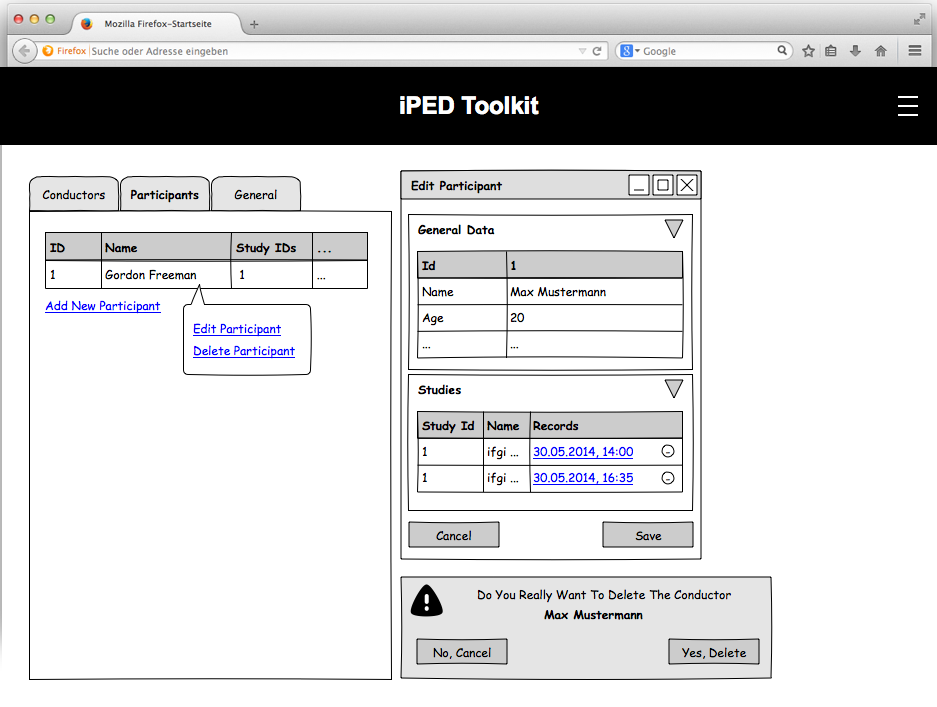 Mozilla Firefox-Startseite
Firefox Suche oder Adresse eingeben
8 Google
iPED Toolkit
Conductors Participants General
ID Name Study IDs ...
1 Gordon Freeman 1 ...
Add New Participant
Edit Participant
Delete Participant
Edit Participant
General Data
Id 1
Name Max Mustermann
Age 20
... ...
Studies
Study Id Name Records
1 ifgi ... 30.05.2014, 14:00
1 ifgi ... 30.05.2014, 16:35
Cancel Save
Do You Really Want To Delete The Conductor
Max Mustermann
No, Cancel Yes, Delete